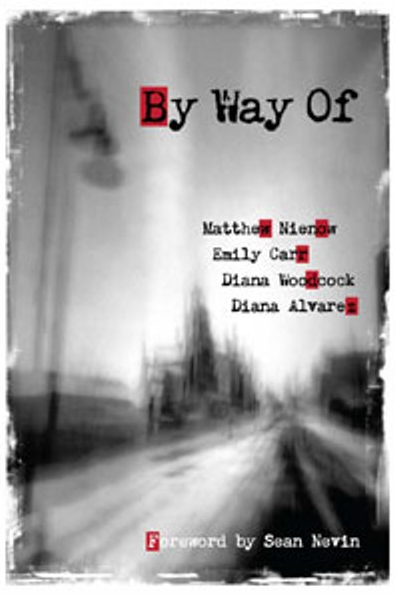 By Way Of
Matthew Nienow
Emily Carr
Diana Woodcock
Diana Alvarez
Foreword by Sean Nevin